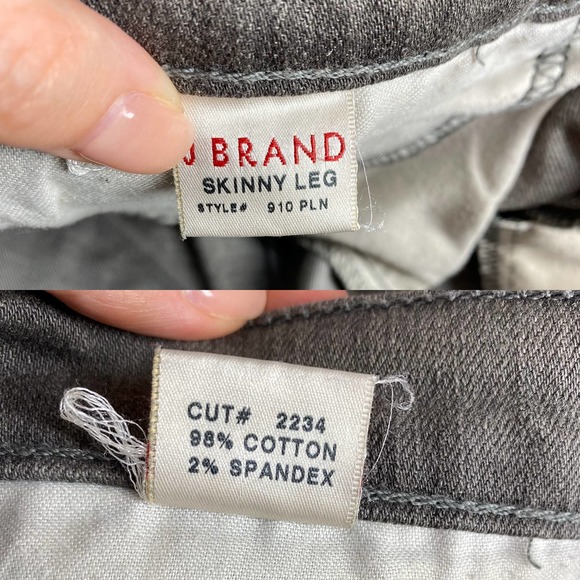 J BRAND
SKINNY LEG
STYLE# 910 PLN
CUT# 2234
98% COTTON
2% SPANDEX